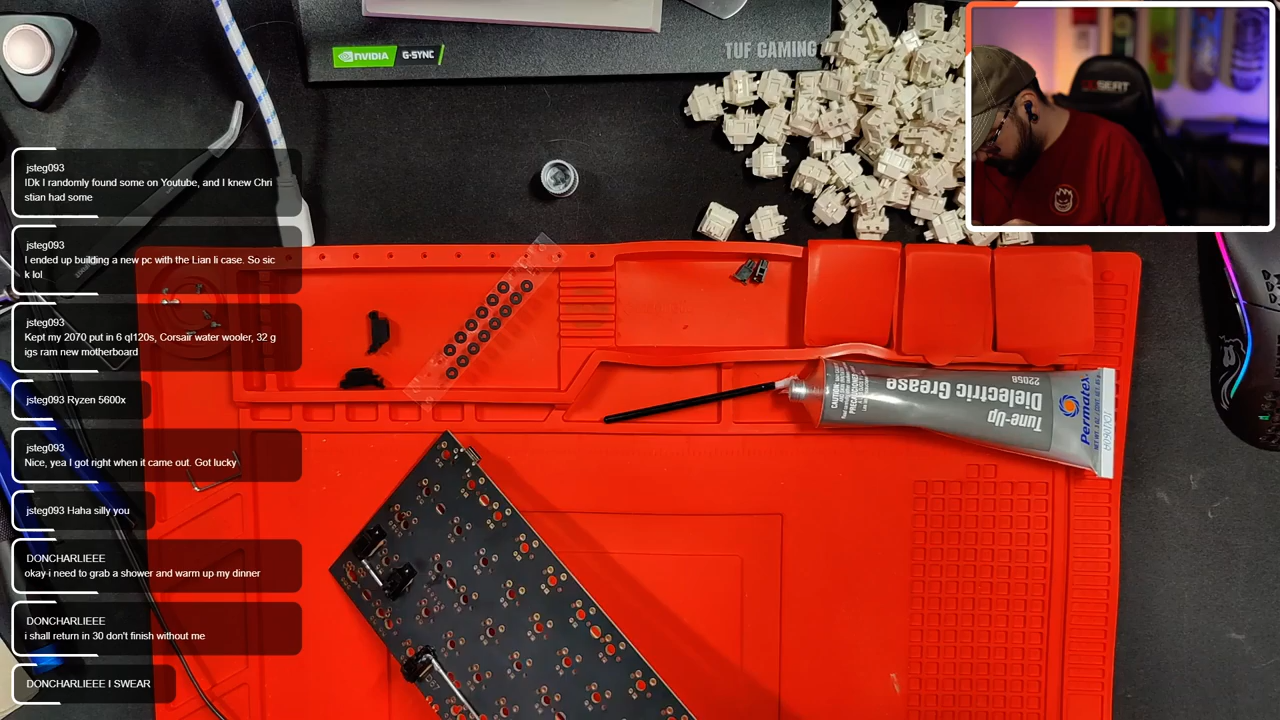 NVIDIA G-SYNC
TUF GAMING
jsteg093
IDk I randomly found some on Youtube, and I knew Chri
stian had some
jsteg093
I ended up building a new pc with the Lian li case. So sic
k lol
jsteg093
Kept my 2070 put in 6 ql120s, Corsair water wooler, 32 g
igs ram new motherboard
jsteg093 Ryzen 5600x
jsteg093
Nice, yea I got right when it came out. Got lucky
jsteg093 Haha silly you
DONCHARLIEEE
okay i need to grab a shower and warm up my dinner
DONCHARLIEEE
i shall return in 30 don't finish without me
DONCHARLIEEE I SWEAR
Permatex
Tune-Up
Dielectric Grease
22058